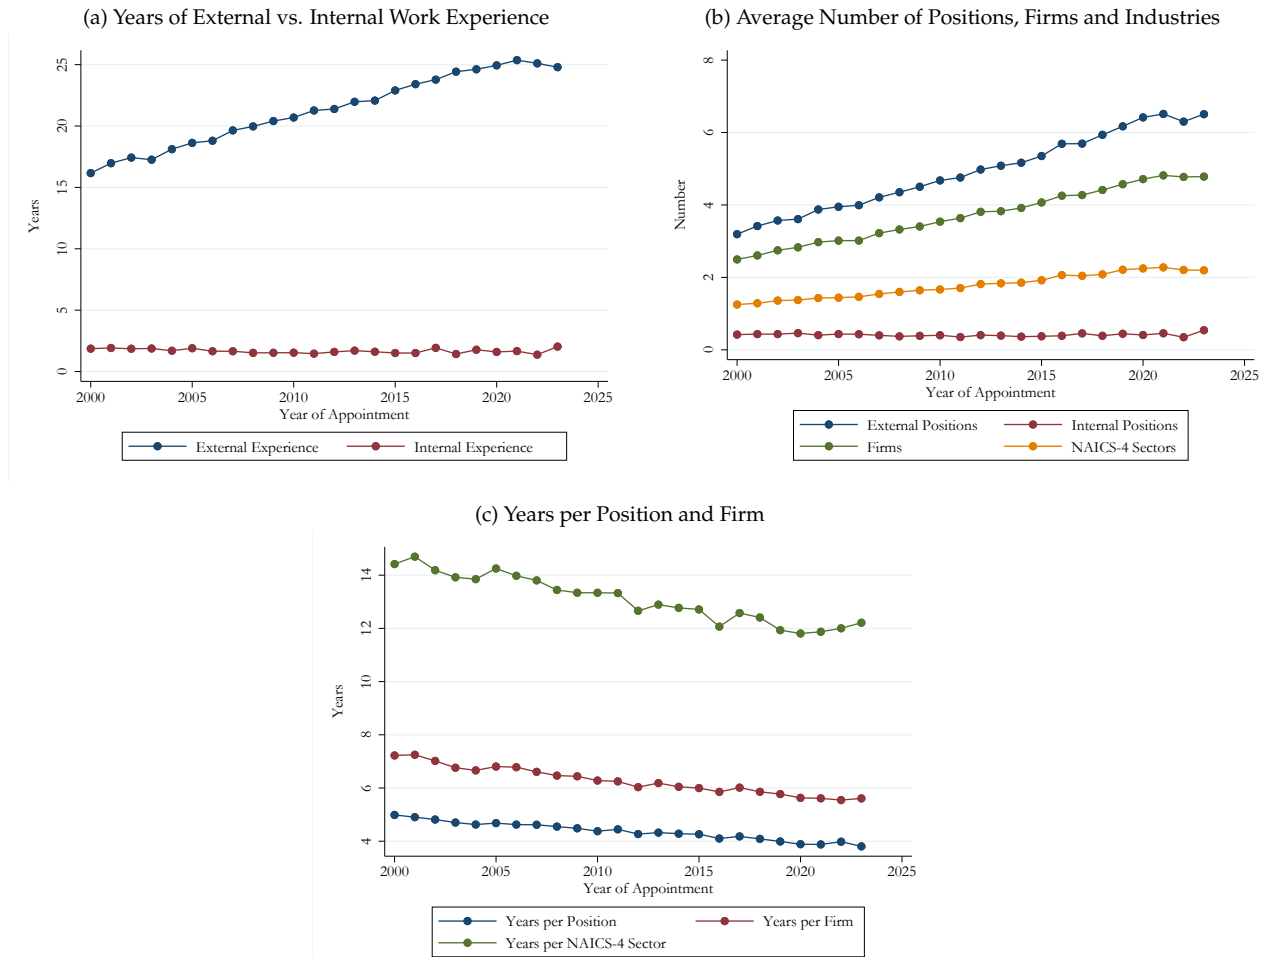 (a) Years of External vs. Internal Work Experience
25
20
15
10
5
0
Years
2000 2005 2010 2015 2020 2025
Year of Appointment
External Experience Internal Experience
(b) Average Number of Positions, Firms and Industries
8
6
4
2
0
Number
2000 2005 2010 2015 2020 2025
Year of Appointment
External Positions Internal Positions
Firms NAICS-4 Sectors
(c) Years per Position and Firm
14
12
10
8
6
4
Years
2000 2005 2010 2015 2020 2025
Year of Appointment
Years per Position Years per Firm
Years per NAICS-4 Sector